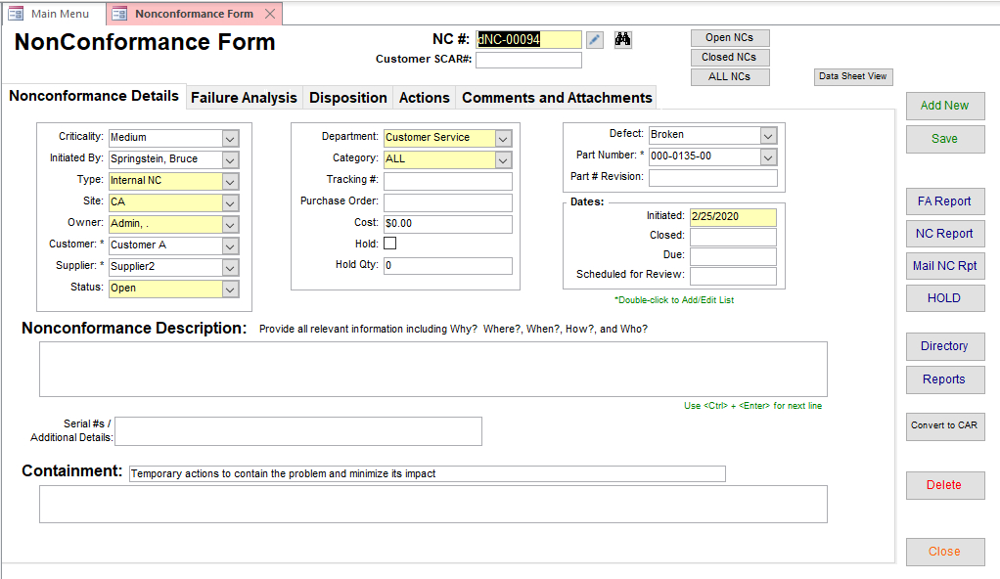 Main Menu
Nonconformance Form
NonConformance Form
NC #: dNC-00094
Customer SCAR#:
Open NCs
Closed NCs
ALL NCs
Data Sheet View
Nonconformance Details
Failure Analysis
Disposition
Actions
Comments and Attachments
Criticality: Medium
Initiated By: Springstein, Bruce
Type: Internal NC
Site: CA
Owner: Admin, .
Customer: * Customer A
Supplier: * Supplier2
Status: Open
Department: Customer Service
Category: ALL
Tracking #:
Purchase Order:
Cost: $0.00
Hold:
Hold Qty: 0
Defect: Broken
Part Number: * 000-0135-00
Part # Revision:
Dates:
Initiated: 2/25/2020
Closed:
Due:
Scheduled for Review:
*Double-click to Add/Edit List
Nonconformance Description: Provide all relevant information including Why? Where?, When?, How?, and Who?
Use <Ctrl> + <Enter> for next line
Serial #s /
Additional Details:
Containment: Temporary actions to contain the problem and minimize its impact
Add New
Save
FA Report
NC Report
Mail NC Rpt
HOLD
Directory
Reports
Convert to CAR
Delete
Close